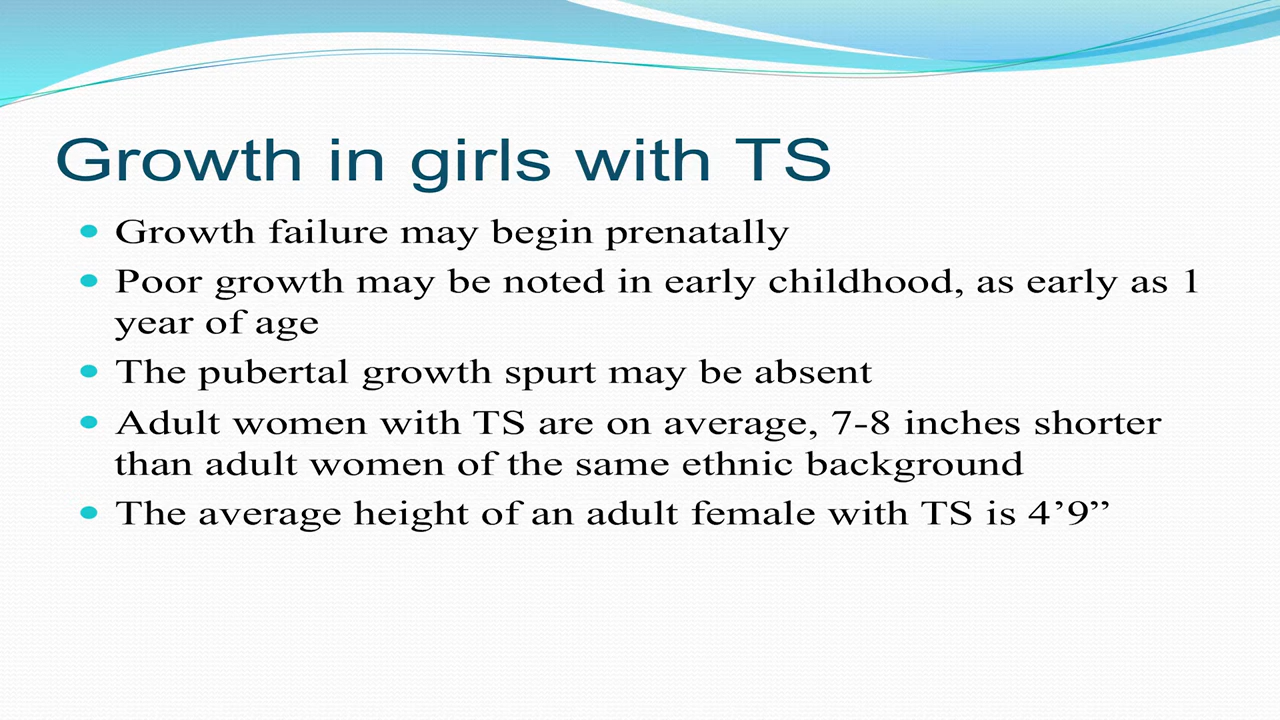 Growth in girls with TS
Growth failure may begin prenatally
Poor growth may be noted in early childhood, as early as 1
year of age
The pubertal growth spurt may be absent
Adult women with TS are on average, 7-8 inches shorter
than adult women of the same ethnic background
The average height of an adult female with TS is 4’9”